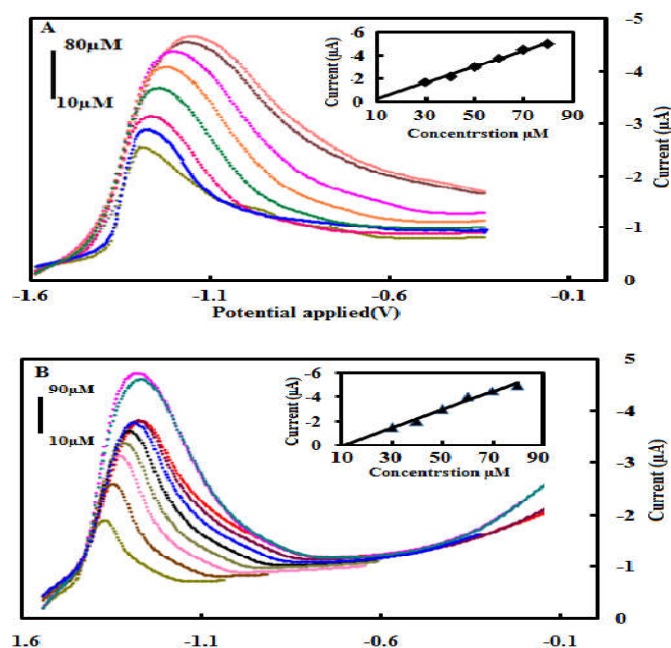 A
80µM
10µM
Current (µA)
-6
-4
-2
0
10 30 50 70 90
Concentrstion µM
–5
–4
–3
–2
–1
0
Current (µA)
–1.6 –1.1 –0.6 –0.1
Potential applied(V)
B
90µM
10µM
Current (µA)
–6
–4
–2
0
10 30 50 70 90
Concentrstion µM
5
–4
–3
–2
–1
0
Current (µA)
1.6 –1.1 –0.6 –0.1